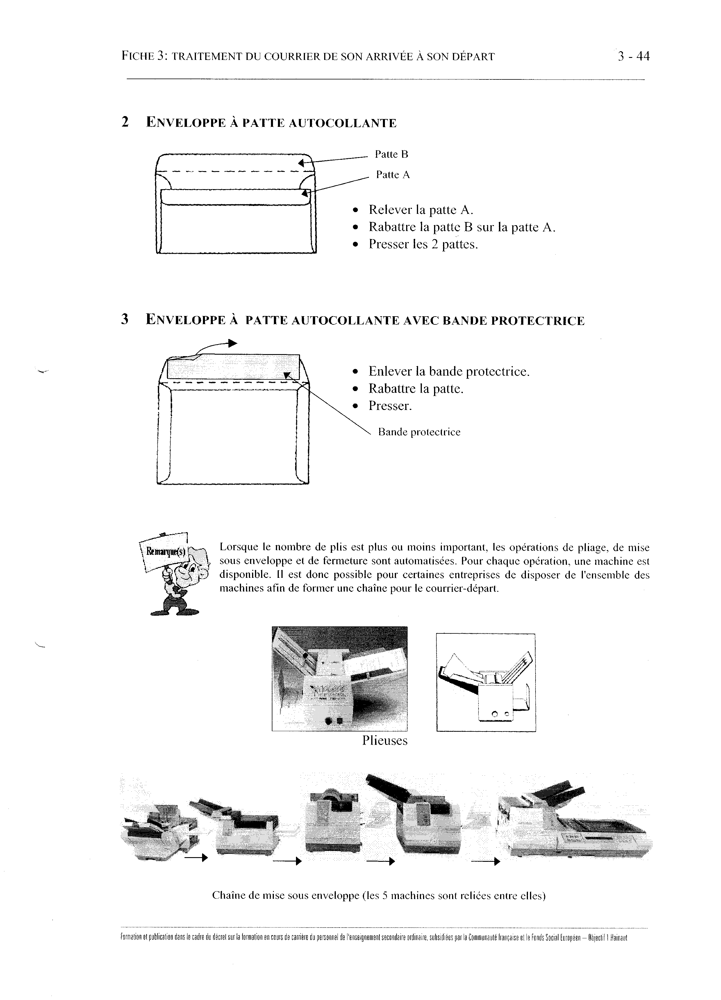 FICHE 3: TRAITEMENT DU COURRIER DE SON ARRIVÉE À SON DÉPART 3 - 44
2 ENVELOPPE À PATTE AUTOCOLLANTE
Patte B
Patte A
• Relever la patte A.
• Rabattre la patte B sur la patte A.
• Presser les 2 pattes.
3 ENVELOPPE À PATTE AUTOCOLLANTE AVEC BANDE PROTECTRICE
• Enlever la bande protectrice.
• Rabattre la patte.
• Presser.
Bande protectrice
Remarque(s)
Lorsque le nombre de plis est plus ou moins important, les opérations de pliage, de mise
sous enveloppe et de fermeture sont automatisées. Pour chaque opération, une machine est
disponible. Il est donc possible pour certaines entreprises de disposer de l'ensemble des
machines afin de former une chaîne pour le courrier-départ.
Plieuses
Chaîne de mise sous enveloppe (les 5 machines sont reliées entre elles)
Formation et publication dans le cadre du décret sur la formation en cours de carrière du personnel de l'enseignement secondaire ordinaire, subsidiées par la Communauté française et le Fonds Social Européen – Objectif 1 Hainaut